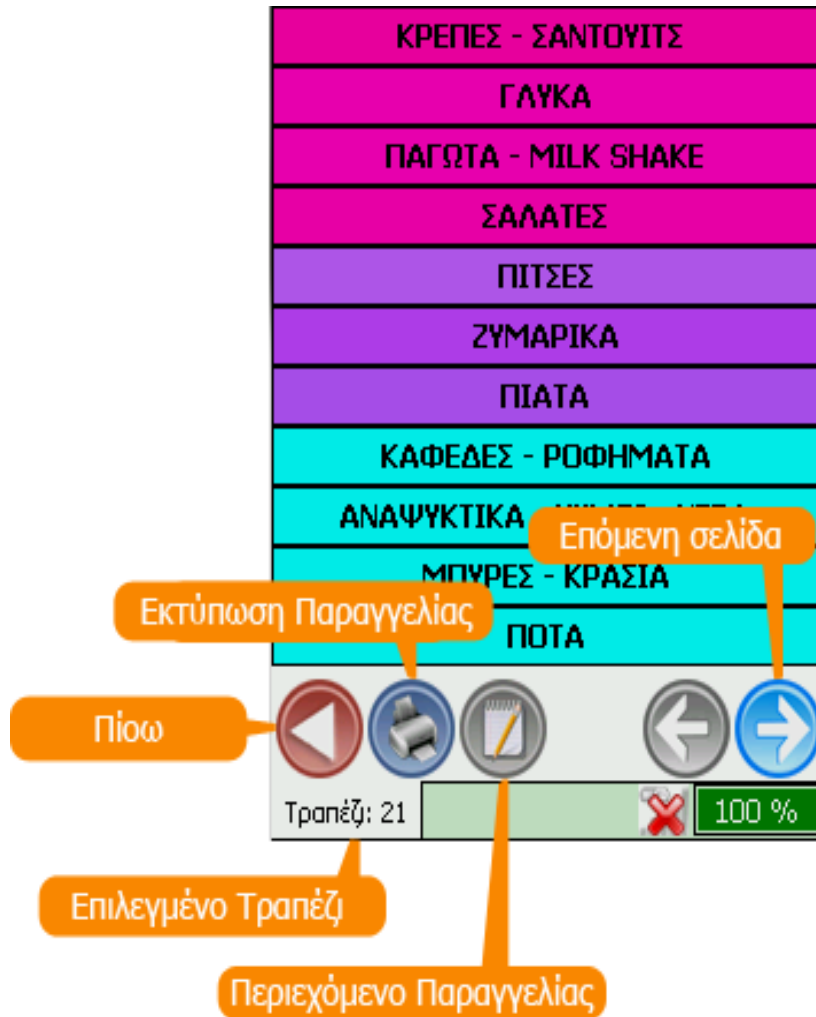 ΚΡΕΠΕΣ - ΣΑΝΤΟΥΙΤΣ
ΓΛΥΚΑ
ΠΑΓΩΤΑ - MILK SHAKE
ΣΑΛΑΤΕΣ
ΠΙΤΣΕΣ
ΖΥΜΑΡΙΚΑ
ΠΙΑΤΑ
ΚΑΦΕΔΕΣ - ΡΟΦΗΜΑΤΑ
ΑΝΑΨΥΚΤΙΚΑ
Επόμενη σελίδα
ΜΠΥΡΕΣ - ΚΡΑΣΙΑ
Εκτύπωση Παραγγελίας
ΠΟΤΑ
Πίσω
Τραπέζι: 21
100 %
Επιλεγμένο Τραπέζι
Περιεχόμενο Παραγγελίας